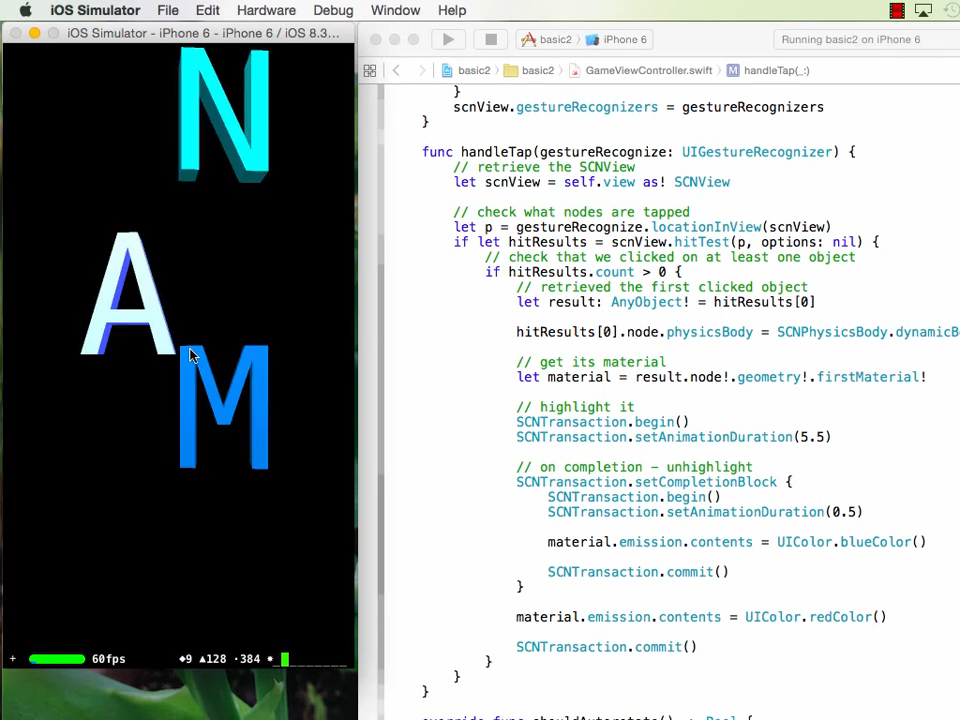 iOS Simulator File Edit Hardware Debug Window Help
iOS Simulator - iPhone 6 - iPhone 6 / iOS 8.3...
basic2 iPhone 6 Running basic2 on iPhone 6
basic2 basic2 GameViewController.swift M handleTap(_:)
}
scnView.gestureRecognizers = gestureRecognizers
}
func handleTap(gestureRecognize: UIGestureRecognizer) {
// retrieve the SCNView
let scnView = self.view as! SCNView
// check what nodes are tapped
let p = gestureRecognize.locationInView(scnView)
if let hitResults = scnView.hitTest(p, options: nil) {
// check that we clicked on at least one object
if hitResults.count > 0 {
// retrieved the first clicked object
let result: AnyObject! = hitResults[0]
hitResults[0].node.physicsBody = SCNPhysicsBody.dynamicB
// get its material
let material = result.node!.geometry!.firstMaterial!
// highlight it
SCNTransaction.begin()
SCNTransaction.setAnimationDuration(5.5)
// on completion - unhighlight
SCNTransaction.setCompletionBlock {
SCNTransaction.begin()
SCNTransaction.setAnimationDuration(0.5)
material.emission.contents = UIColor.blueColor()
SCNTransaction.commit()
}
material.emission.contents = UIColor.redColor()
SCNTransaction.commit()
}
}
}
override func shouldAutorotate() -> Bool {
N
A
M
+ 60fps ◆9 ▲128 ·384